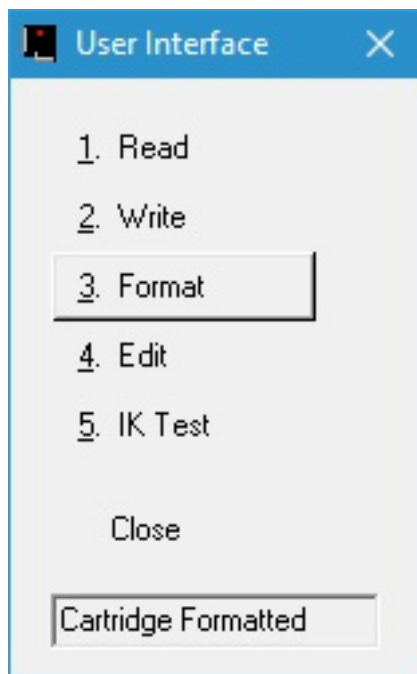 User Interface
1. Read
2. Write
3. Format
4. Edit
5. IK Test
Close
Cartridge Formatted